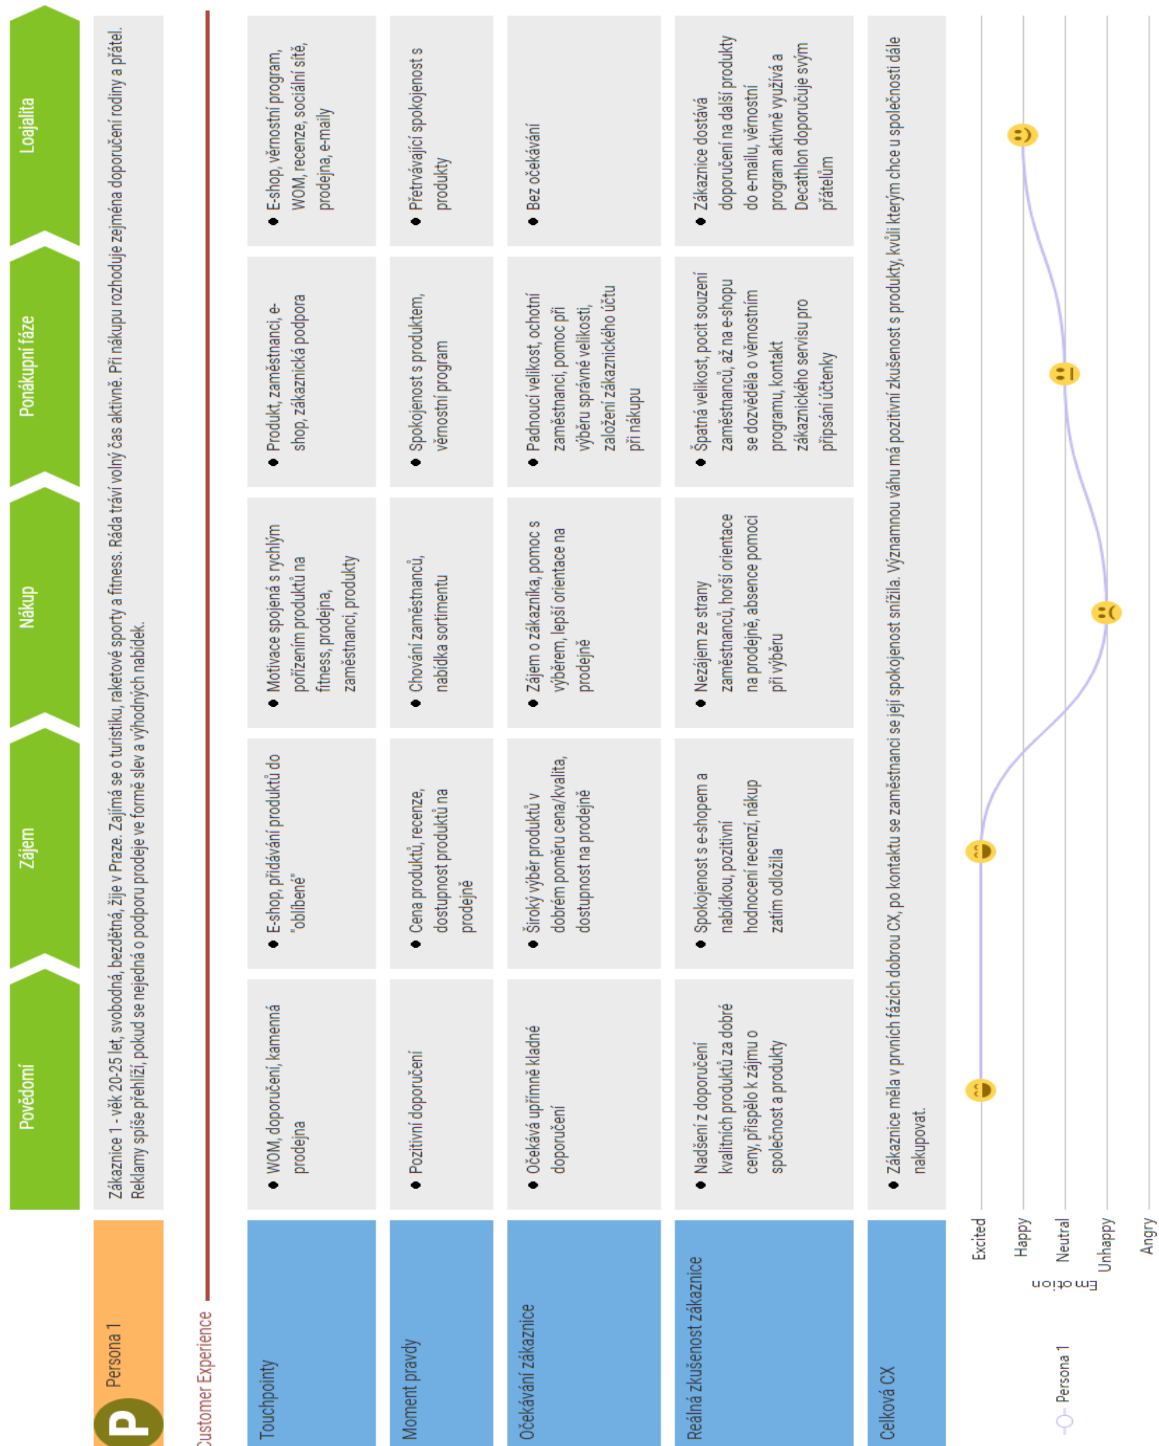 Povědomí
Zájem
Nákup
Ponákupní fáze
Loajalita
P
Persona 1
Zákaznice 1 - věk 20-25 let, svobodná, bezdětná, žije v Praze. Zajímá se o turistiku, raketové sporty a fitness. Ráda tráví volný čas aktivně. Při nákupu rozhoduje zejména doporučení rodiny a přátel.
Reklamy spíše přehlíží, pokud se nejedná o podporu prodeje ve formě slev a výhodných nabídek.
Customer Experience
Touchpointy
● WOM, doporučení, kamenná
prodejna
● E-shop, přidávání produktů do
"oblíbené"
● Motivace spojená s rychlým
pořízením produktů na
fitness, prodejna,
zaměstnanci, produkty
● Produkt, zaměstnanci, e-
shop, zákaznická podpora
● E-shop, věrnostní program,
WOM, recenze, sociální sítě,
prodejna, e-maily
Moment pravdy
● Pozitivní doporučení
● Cena produktů, recenze,
dostupnost produktů na
prodejně
● Chování zaměstnanců,
nabídka sortimentu
● Spokojenost s produktem,
věrnostní program
● Přetrvávající spokojenost s
produkty
Očekávání zákaznice
● Očekává upřímné kladné
doporučení
● Široký výběr produktů v
dobrém poměru cena/kvalita,
dostupnost na prodejně
● Zájem o zákazníka, pomoc s
výběrem, lepší orientace na
prodejně
● Padnoucí velikost, ochotní
zaměstnanci, pomoc při
výběru správné velikosti,
založení zákaznického účtu
při nákupu
● Bez očekávání
Reálná zkušenost zákaznice
● Nadšení z doporučení
kvalitních produktů za dobré
ceny, přispělo k zájmu o
společnost a produkty
● Spokojenost s e-shopem a
nabídkou, pozitivní
hodnocení recenzí, nákup
zatím odložila
● Nezájem ze strany
zaměstnanců, horší orientace
na prodejně, absence pomoci
při výběru
● Špatná velikost, pocit souzení
zaměstnanců, až na e-shopu
se dozvěděla o věrnostním
programu, kontakt
zákaznického servisu pro
připsání účtenky
● Zákaznice dostává
doporučení na další produkty
do e-mailu, věrnostní
program aktivně využívá a
Decathlon doporučuje svým
přátelům
Celková CX
● Zákaznice měla v prvních fázích dobrou CX, po kontaktu se zaměstnanci se její spokojenost snížila. Významnou váhu má pozitivní zkušenost s produkty, kvůli kterým chce u společnosti dále
nakupovat.
Excited
Happy
Neutral
Unhappy
Angry
Emotion
Persona 1